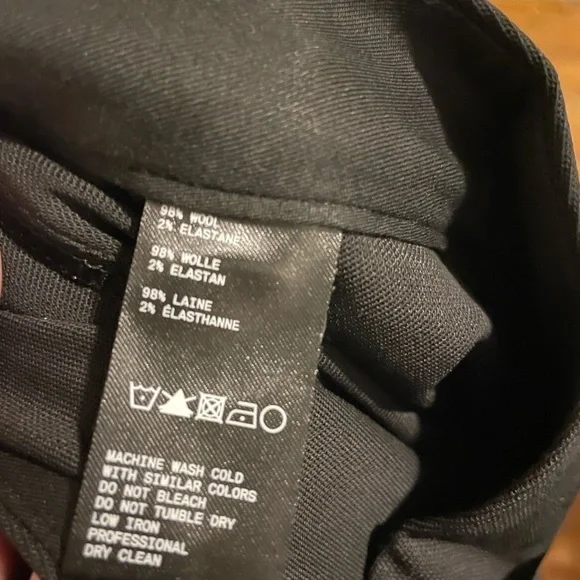 98% WOOL
2% ELASTANE
98% WOLLE
2% ELASTAN
98% LAINE
2% ÉLASTHANNE
MACHINE WASH COLD
WITH SIMILAR COLORS
DO NOT BLEACH
DO NOT TUMBLE DRY
LOW IRON
PROFESSIONAL
DRY CLEAN